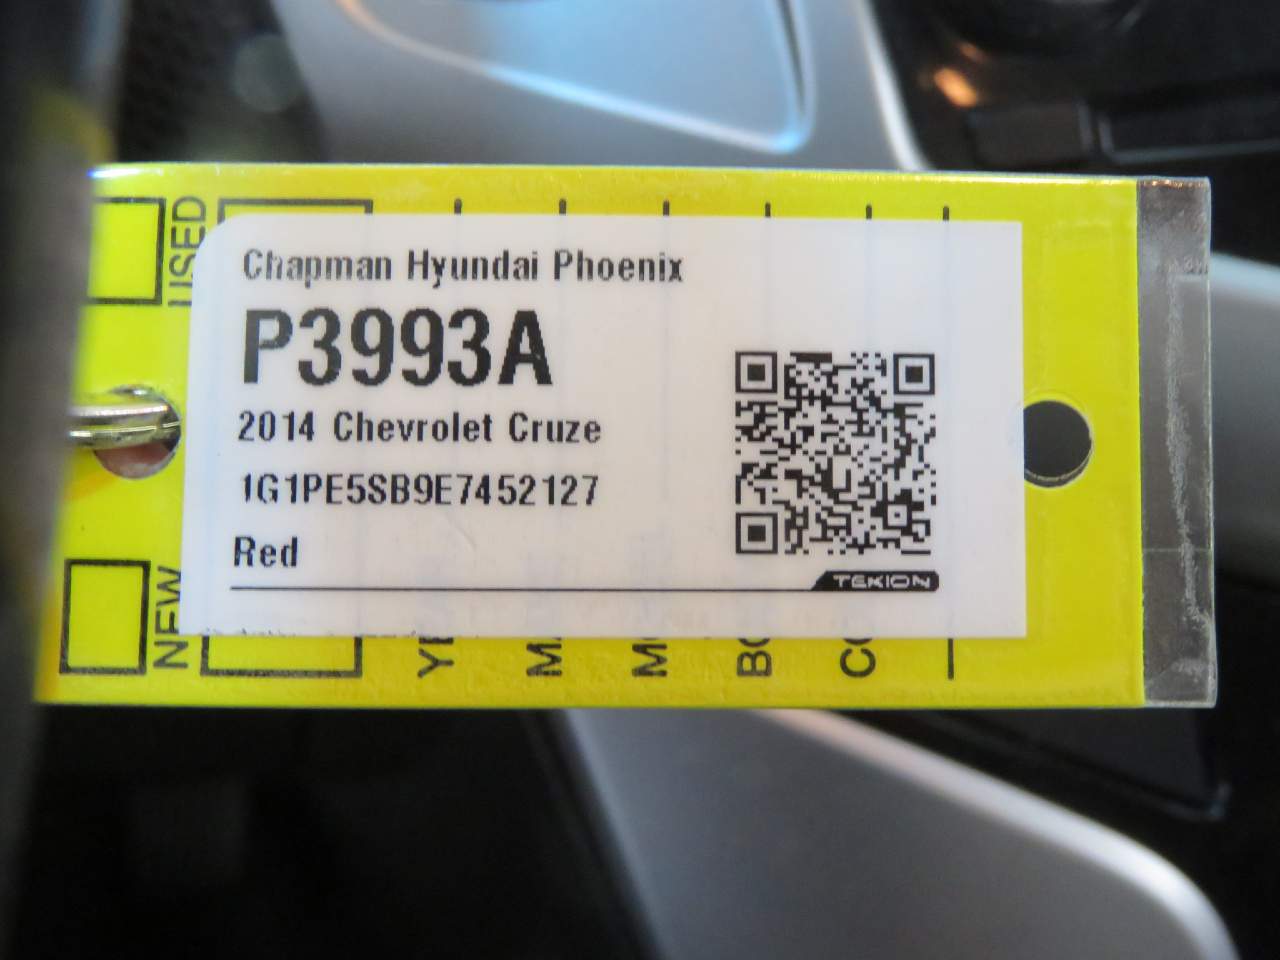 USED
Chapman Hyundai Phoenix
P3993A
2014 Chevrolet Cruze
1G1PE5SB9E7452127
Red
TEKION
NEW